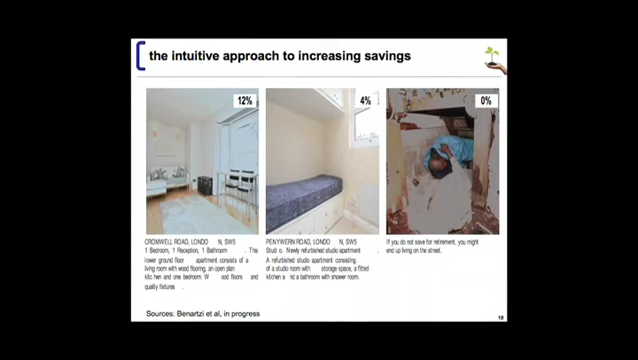 the intuitive approach to increasing savings
12%
4%
0%
CROMWELL ROAD, LONDO N, SW5
1 Bedroom, 1 Reception, 1 Bathroom . This
lower ground floor apartment consists of a
living room with wood flooring, an open plan
kitc hen and one bedroom. W ood floors and
quality fixtures .
PENYWERN ROAD, LONDO N, SW5
Studi o. Newly refurbished studio apartment .
A refurbished studio apartment consisting
of a studio room with storage space, a fitted
kitchen a nd a bathroom with shower room.
If you do not save for retirement, you might
end up living on the street.
Sources. Benartzi et al, in progress
18